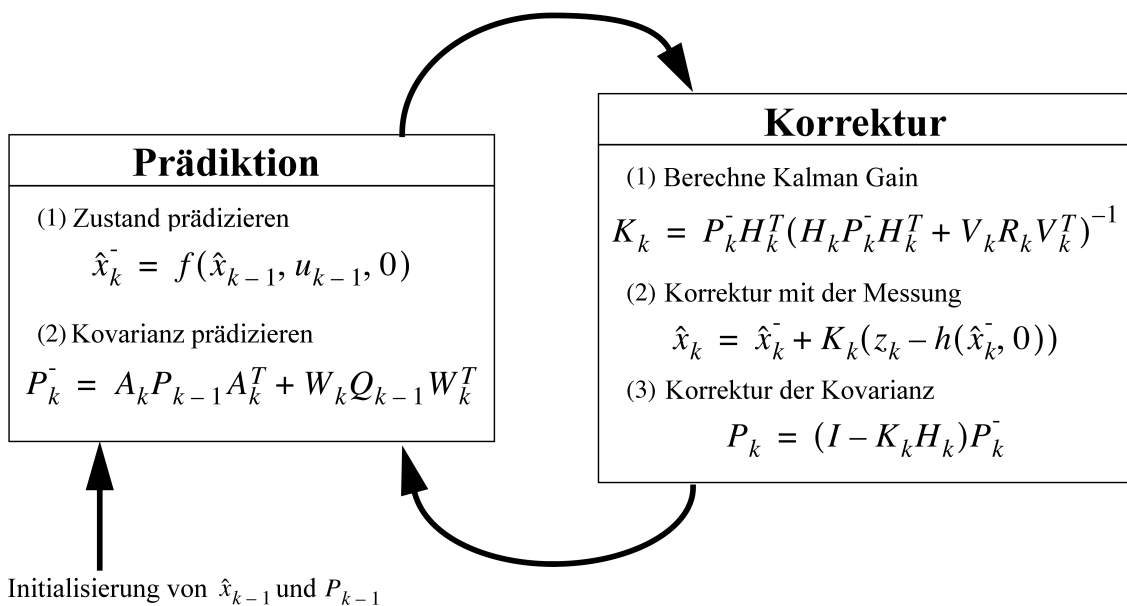 Prädiktion
(1) Zustand prädizieren
x̂ₖ⁻ = f(x̂ₖ₋₁, uₖ₋₁, 0)
(2) Kovarianz prädizieren
Pₖ⁻ = AₖPₖ₋₁Aₖᵀ + WₖQₖ₋₁Wₖᵀ
Korrektur
(1) Berechne Kalman Gain
Kₖ = Pₖ⁻Hₖᵀ(HₖPₖ⁻Hₖᵀ + VₖRₖVₖᵀ)⁻¹
(2) Korrektur mit der Messung
x̂ₖ = x̂ₖ⁻ + Kₖ(zₖ – h(x̂ₖ⁻, 0))
(3) Korrektur der Kovarianz
Pₖ = (I – KₖHₖ)Pₖ⁻
Initialisierung von x̂ₖ₋₁ und Pₖ₋₁